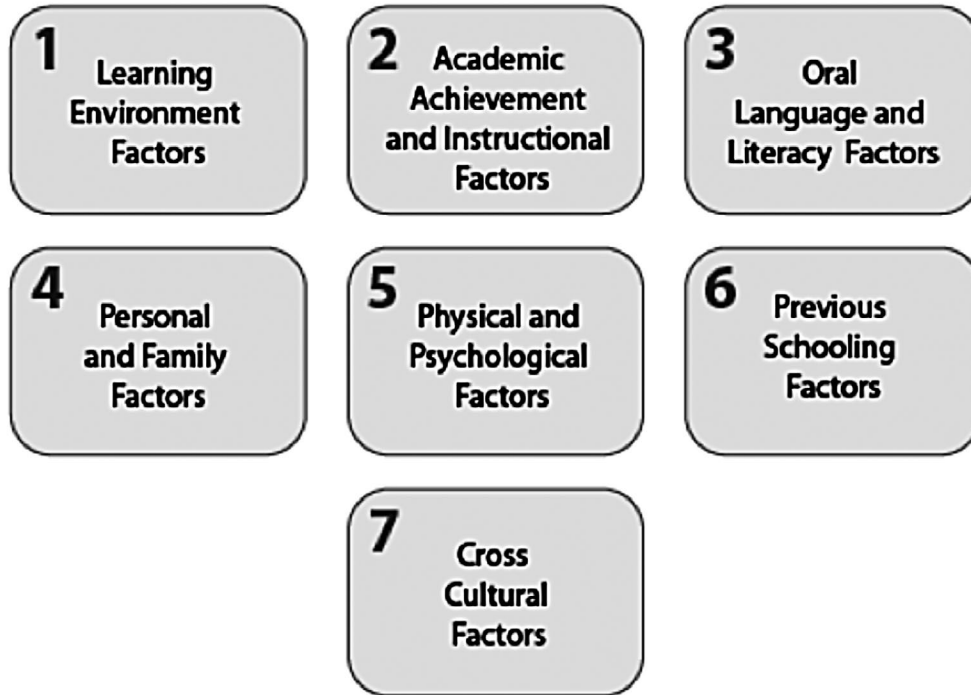 1
Learning
Environment
Factors
2
Academic
Achievement
and Instructional
Factors
3
Oral
Language and
Literacy Factors
4
Personal
and Family
Factors
5
Physical and
Psychological
Factors
6
Previous
Schooling
Factors
7
Cross
Cultural
Factors